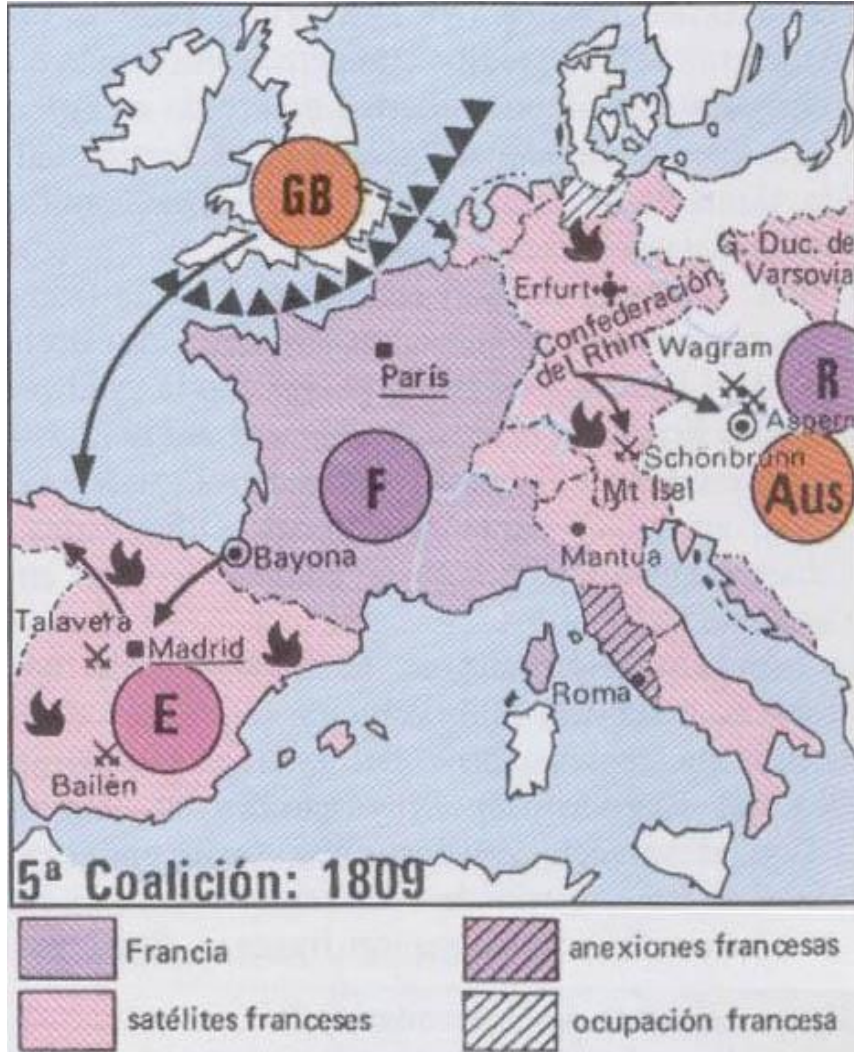 GB
G. Duc. de
Varsovia
Erfurt
Confederación
del Rhin
Wagram
R
París
Aspern
Schönbrunn
Aus
F
Mt Isel
Bayona
Mantua
Talavera
Madrid
E
Roma
Bailén
5ª Coalición: 1809
Francia
anexiones francesas
satélites franceses
ocupación francesa